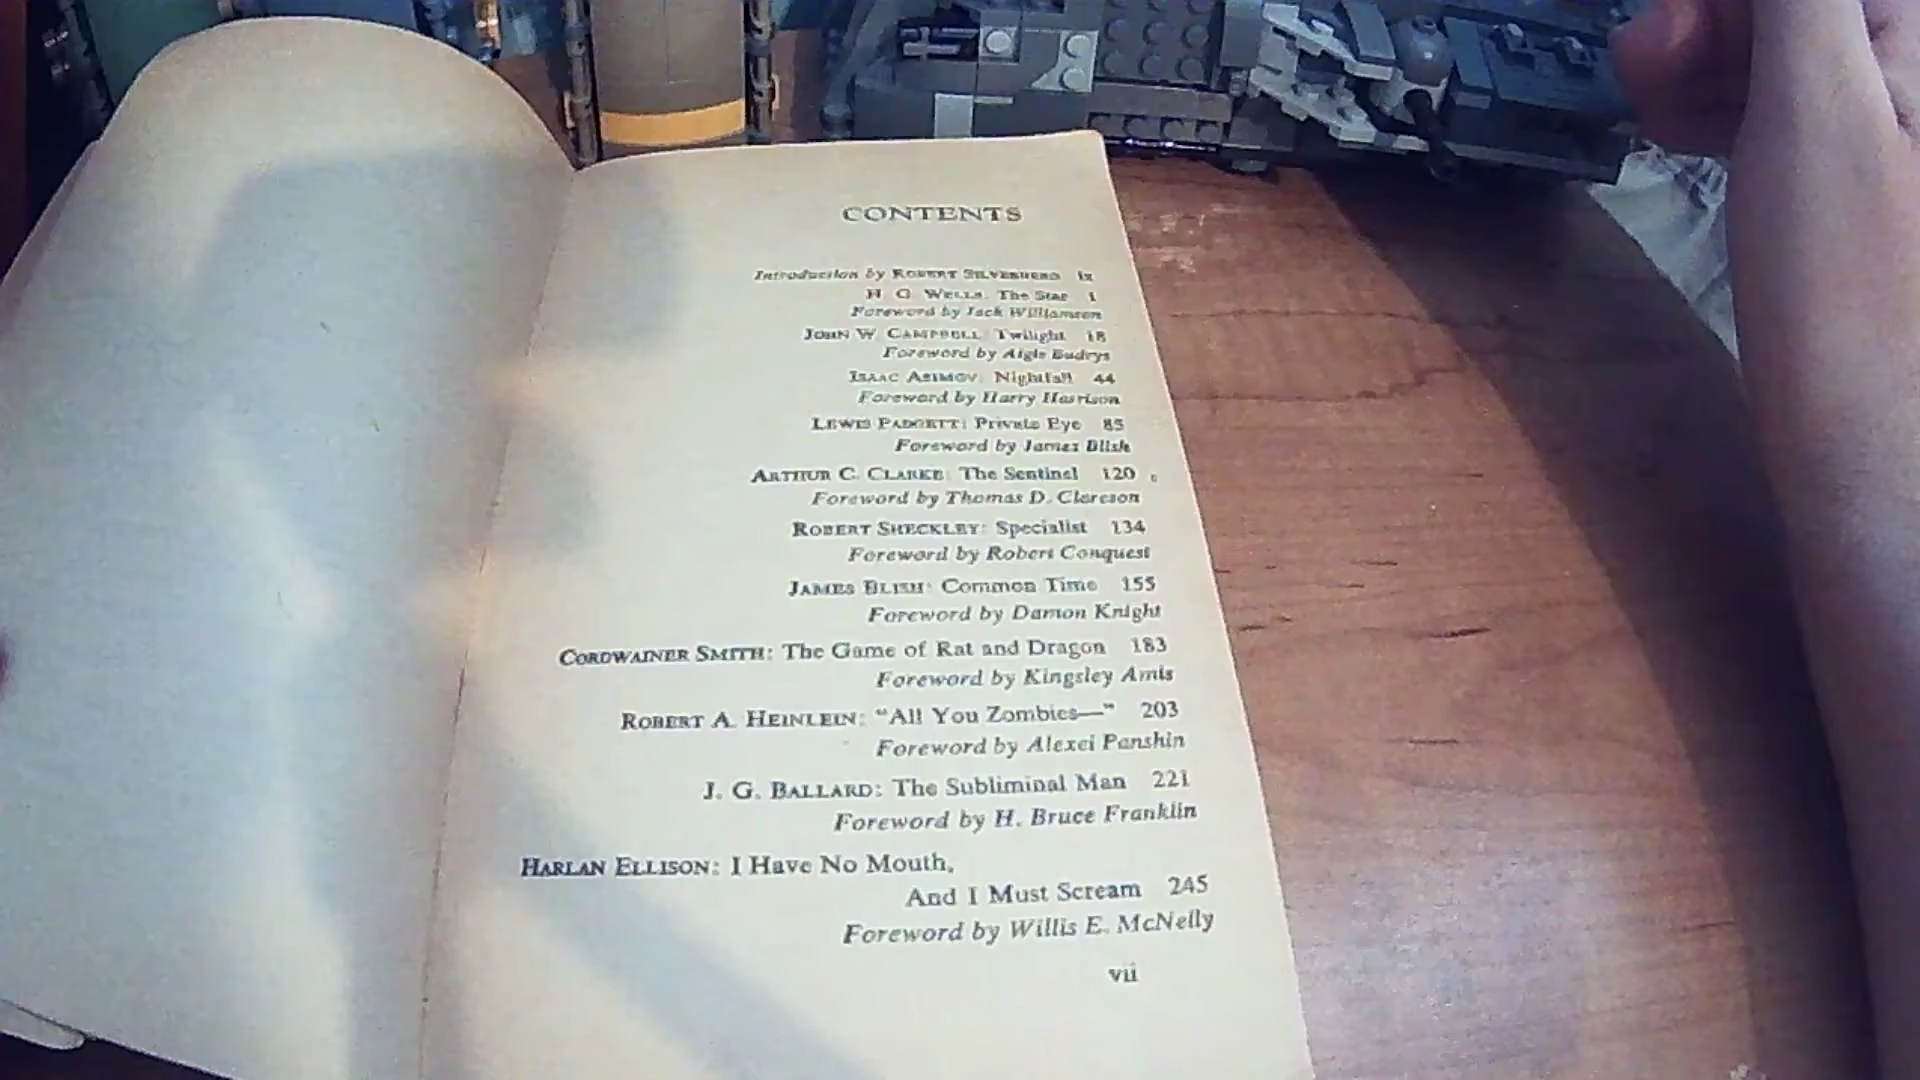 CONTENTS
Introduction by ROBERT SILVERBERG ix
H. G. WELLS: The Star 1
Foreword by Jack Williamson
JOHN W. CAMPBELL: Twilight 18
Foreword by Algis Budrys
ISAAC ASIMOV: Nightfall 44
Foreword by Harry Harrison
LEWIS PADGETT: Private Eye 85
Foreword by James Blish
ARTHUR C. CLARKE: The Sentinel 120
Foreword by Thomas D. Clareson
ROBERT SHECKLEY: Specialist 134
Foreword by Robert Conquest
JAMES BLISH: Common Time 155
Foreword by Damon Knight
CORDWAINER SMITH: The Game of Rat and Dragon 183
Foreword by Kingsley Amis
ROBERT A. HEINLEIN: "All You Zombies—" 203
Foreword by Alexei Panshin
J. G. BALLARD: The Subliminal Man 221
Foreword by H. Bruce Franklin
HARLAN ELLISON: I Have No Mouth,
And I Must Scream 245
Foreword by Willis E. McNelly
vii